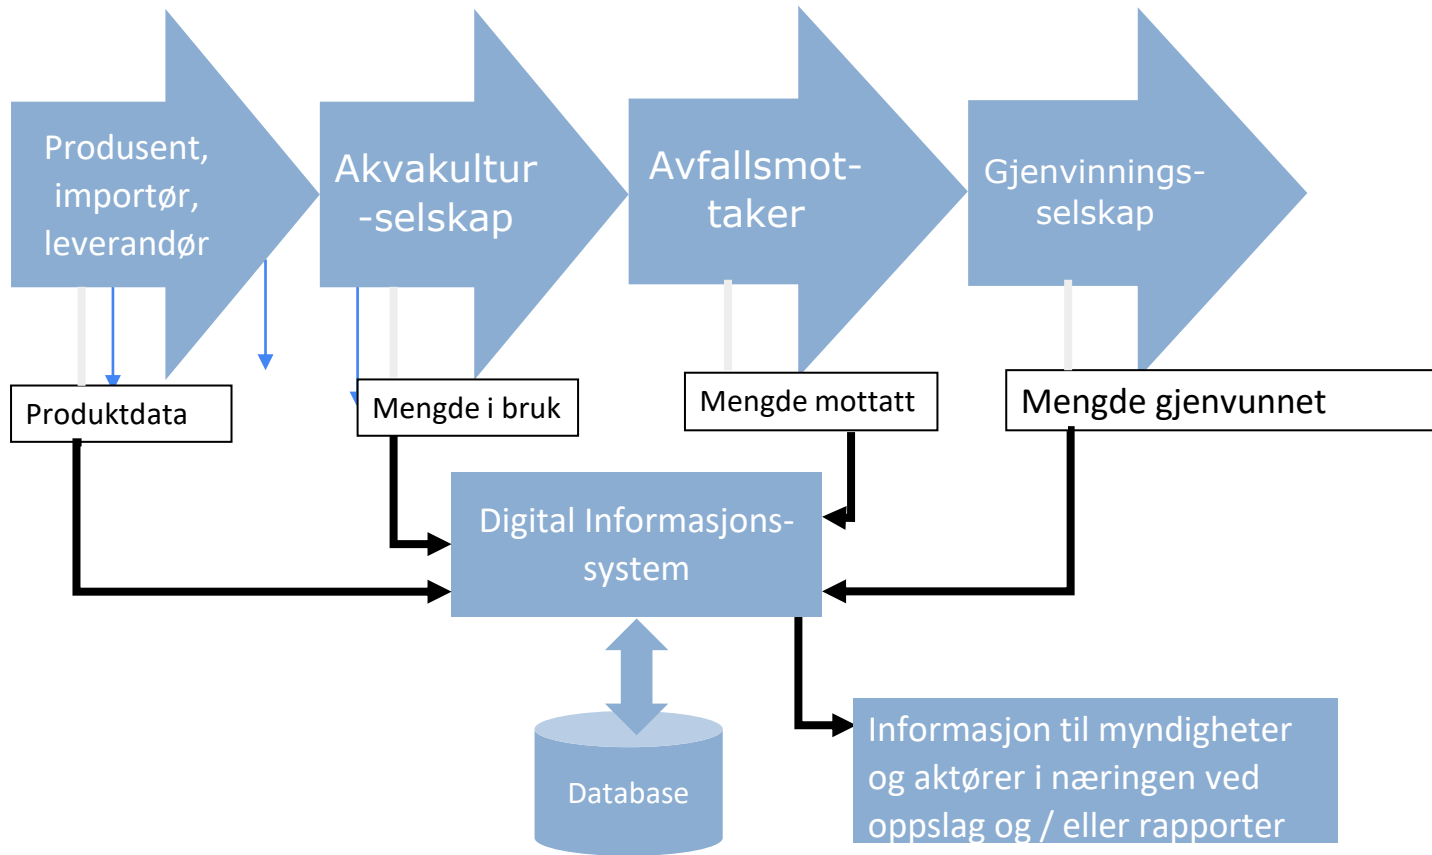 Produsent,
importør,
leverandør
Akvakultur
-selskap
Avfallsmot-
taker
Gjenvinnings-
selskap
Produktdata
Mengde i bruk
Mengde mottatt
Mengde gjenvunnet
Digital Informasjons-
system
Database
Informasjon til myndigheter
og aktører i næringen ved
oppslag og / eller rapporter